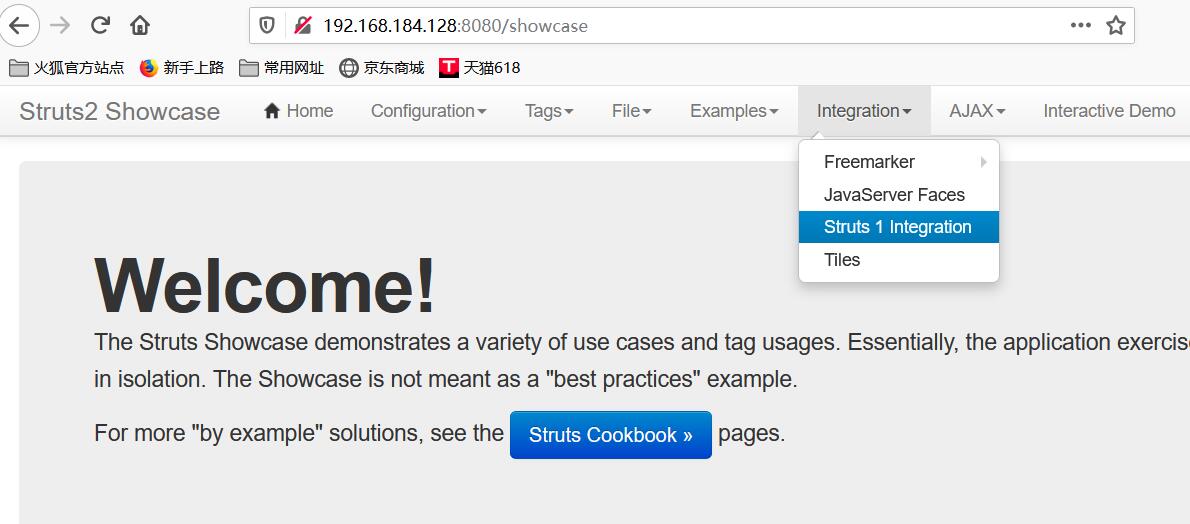 192.168.184.128:8080/showcase
火狐官方站点 新手上路 常用网址 京东商城 T 天猫618
Struts2 Showcase Home Configuration Tags File Examples Integration AJAX Interactive Demo
Freemarker
JavaServer Faces
Struts 1 Integration
Tiles
Welcome!
The Struts Showcase demonstrates a variety of use cases and tag usages. Essentially, the application exercis
in isolation. The Showcase is not meant as a "best practices" example.
For more "by example" solutions, see the Struts Cookbook » pages.